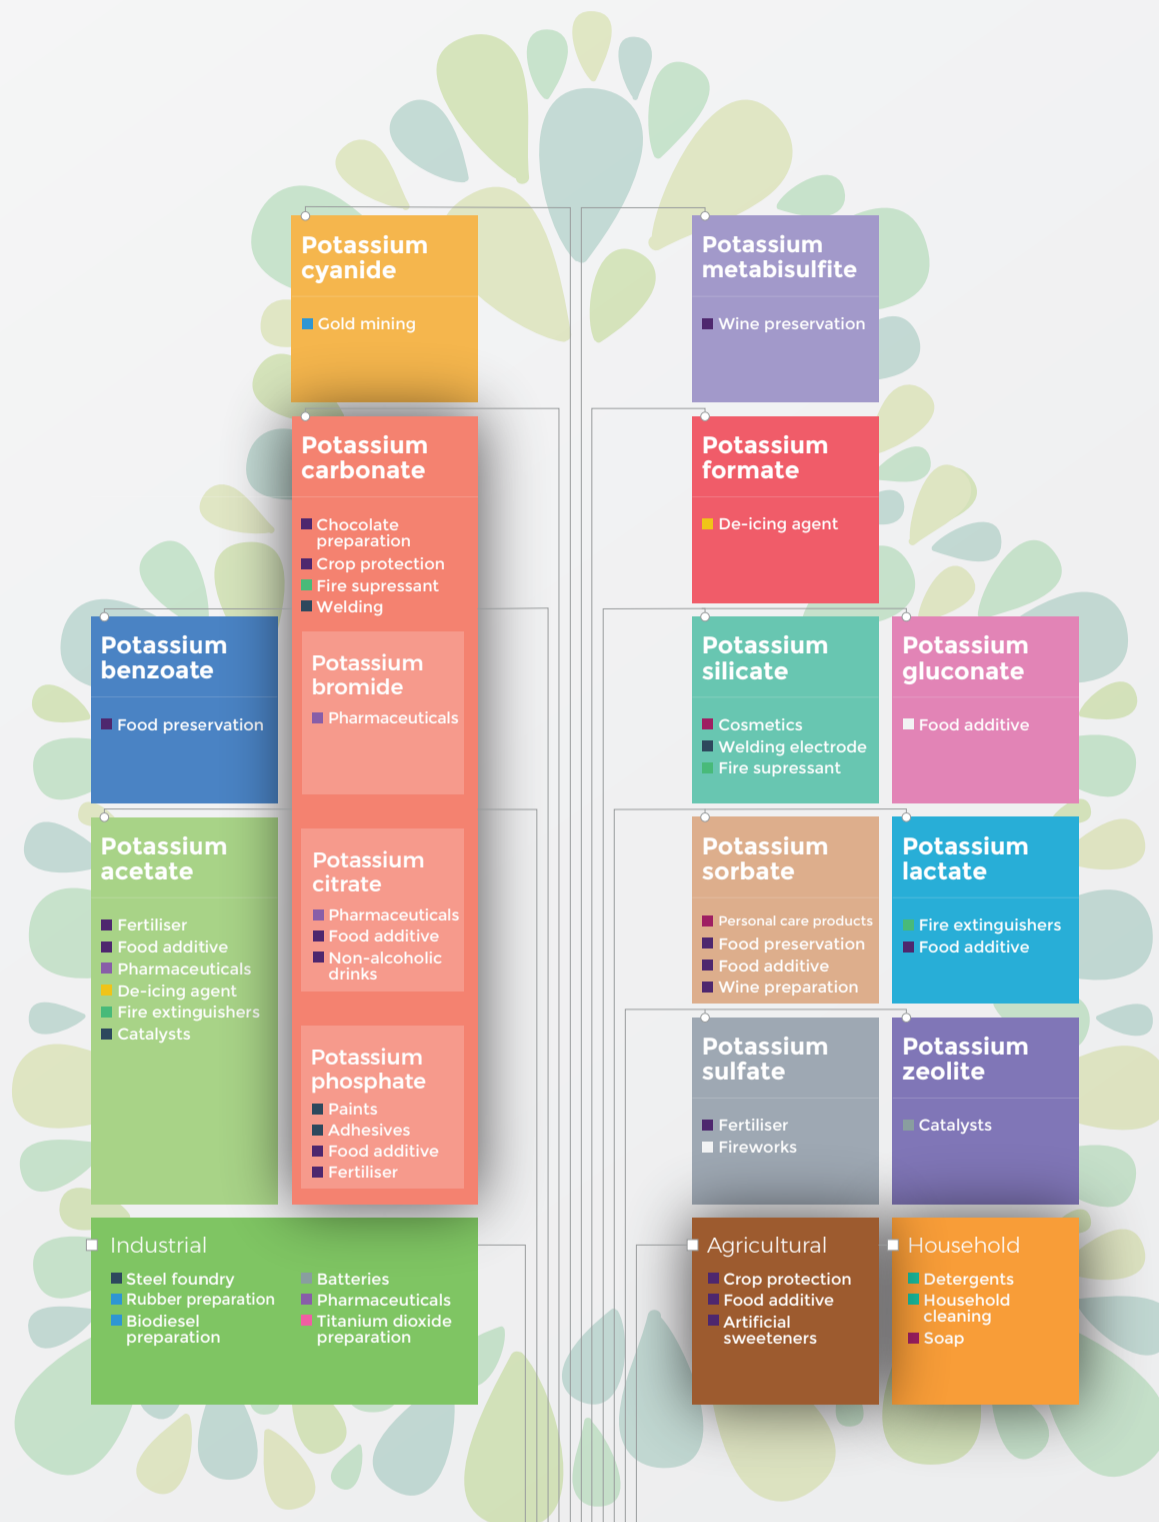 Potassium
cyanide
Gold mining
Potassium
metabisulfite
Wine preservation
Potassium
carbonate
Chocolate
preparation
Crop protection
Fire supressant
Welding
Potassium
bromide
Pharmaceuticals
Potassium
citrate
Pharmaceuticals
Food additive
Non-alcoholic
drinks
Potassium
phosphate
Paints
Adhesives
Food additive
Fertiliser
Potassium
formate
De-icing agent
Potassium
benzoate
Food preservation
Potassium
silicate
Cosmetics
Welding electrode
Fire supressant
Potassium
gluconate
Food additive
Potassium
acetate
Fertiliser
Food additive
Pharmaceuticals
De-icing agent
Fire extinguishers
Catalysts
Potassium
sorbate
Personal care products
Food preservation
Food additive
Wine preparation
Potassium
lactate
Fire extinguishers
Food additive
Potassium
sulfate
Fertiliser
Fireworks
Potassium
zeolite
Catalysts
Industrial
Steel foundry
Rubber preparation
Biodiesel
preparation
Batteries
Pharmaceuticals
Titanium dioxide
preparation
Agricultural
Crop protection
Food additive
Artificial
sweeteners
Household
Detergents
Household
cleaning
Soap